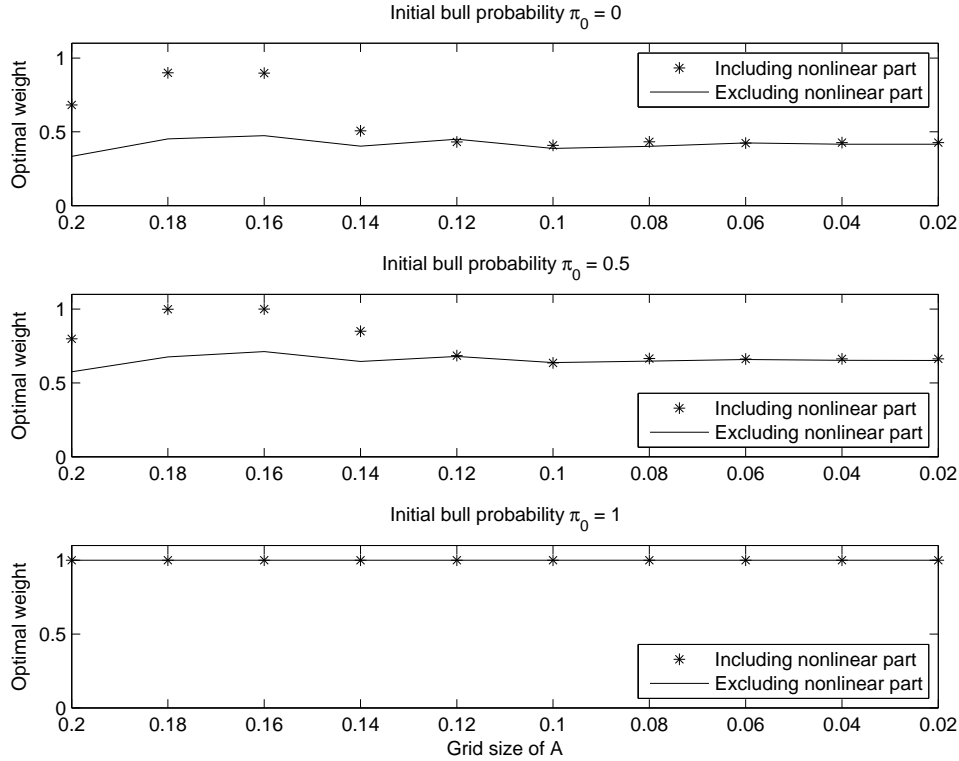 Initial bull probability π0 = 0
Optimal weight
1
0.5
0
Including nonlinear part
Excluding nonlinear part
0.2 0.18 0.16 0.14 0.12 0.1 0.08 0.06 0.04 0.02
Initial bull probability π0 = 0.5
Optimal weight
1
0.5
0
Including nonlinear part
Excluding nonlinear part
0.2 0.18 0.16 0.14 0.12 0.1 0.08 0.06 0.04 0.02
Initial bull probability π0 = 1
Optimal weight
1
0.5
0
Including nonlinear part
Excluding nonlinear part
0.2 0.18 0.16 0.14 0.12 0.1 0.08 0.06 0.04 0.02
Grid size of A